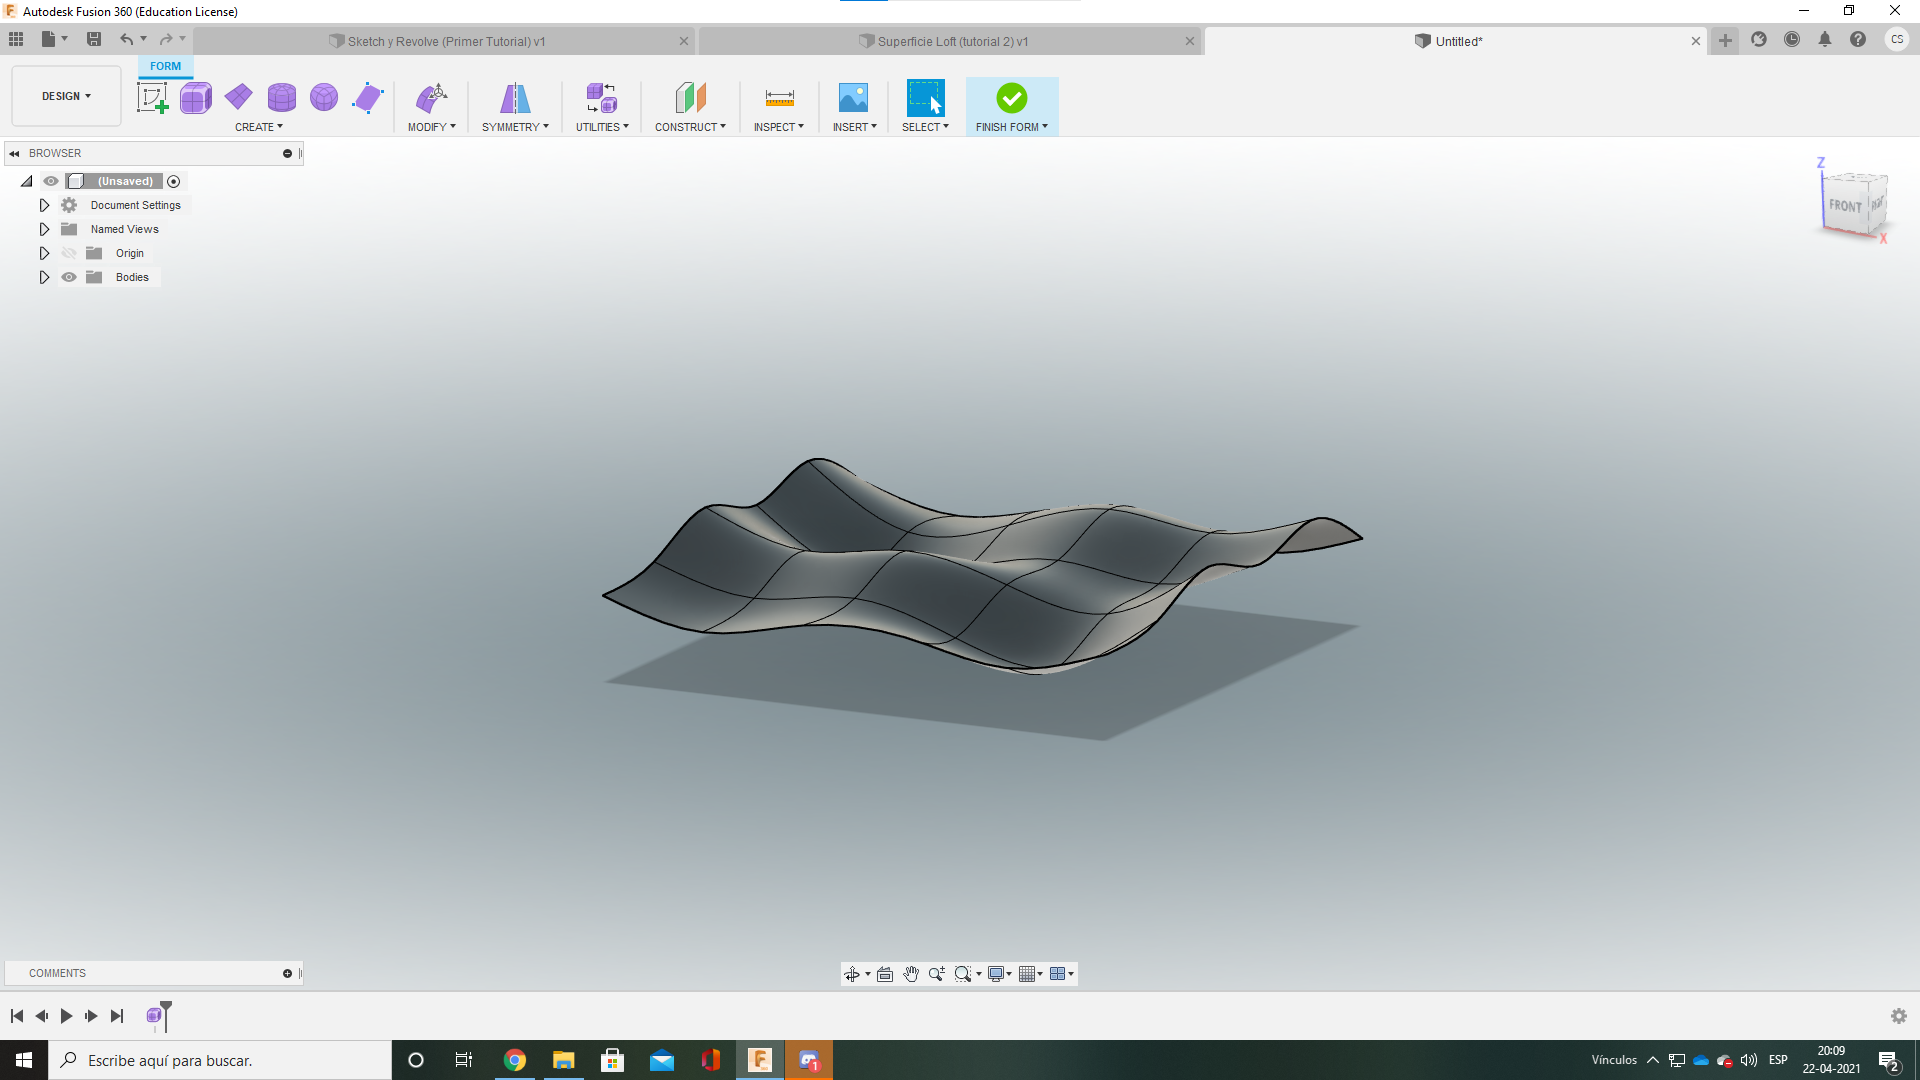 Autodesk Fusion 360 (Education License)
Sketch y Revolve (Primer Tutorial) v1
Superficie Loft (tutorial 2) v1
Untitled*
CS
FORM
DESIGN
CREATE
MODIFY
SYMMETRY
UTILITIES
CONSTRUCT
INSPECT
INSERT
SELECT
FINISH FORM
BROWSER
(Unsaved)
Document Settings
Named Views
Origin
Bodies
Z
FRONT
X
COMMENTS
Escribe aquí para buscar.
1
Vínculos
ESP
20:09
22-04-2021
2